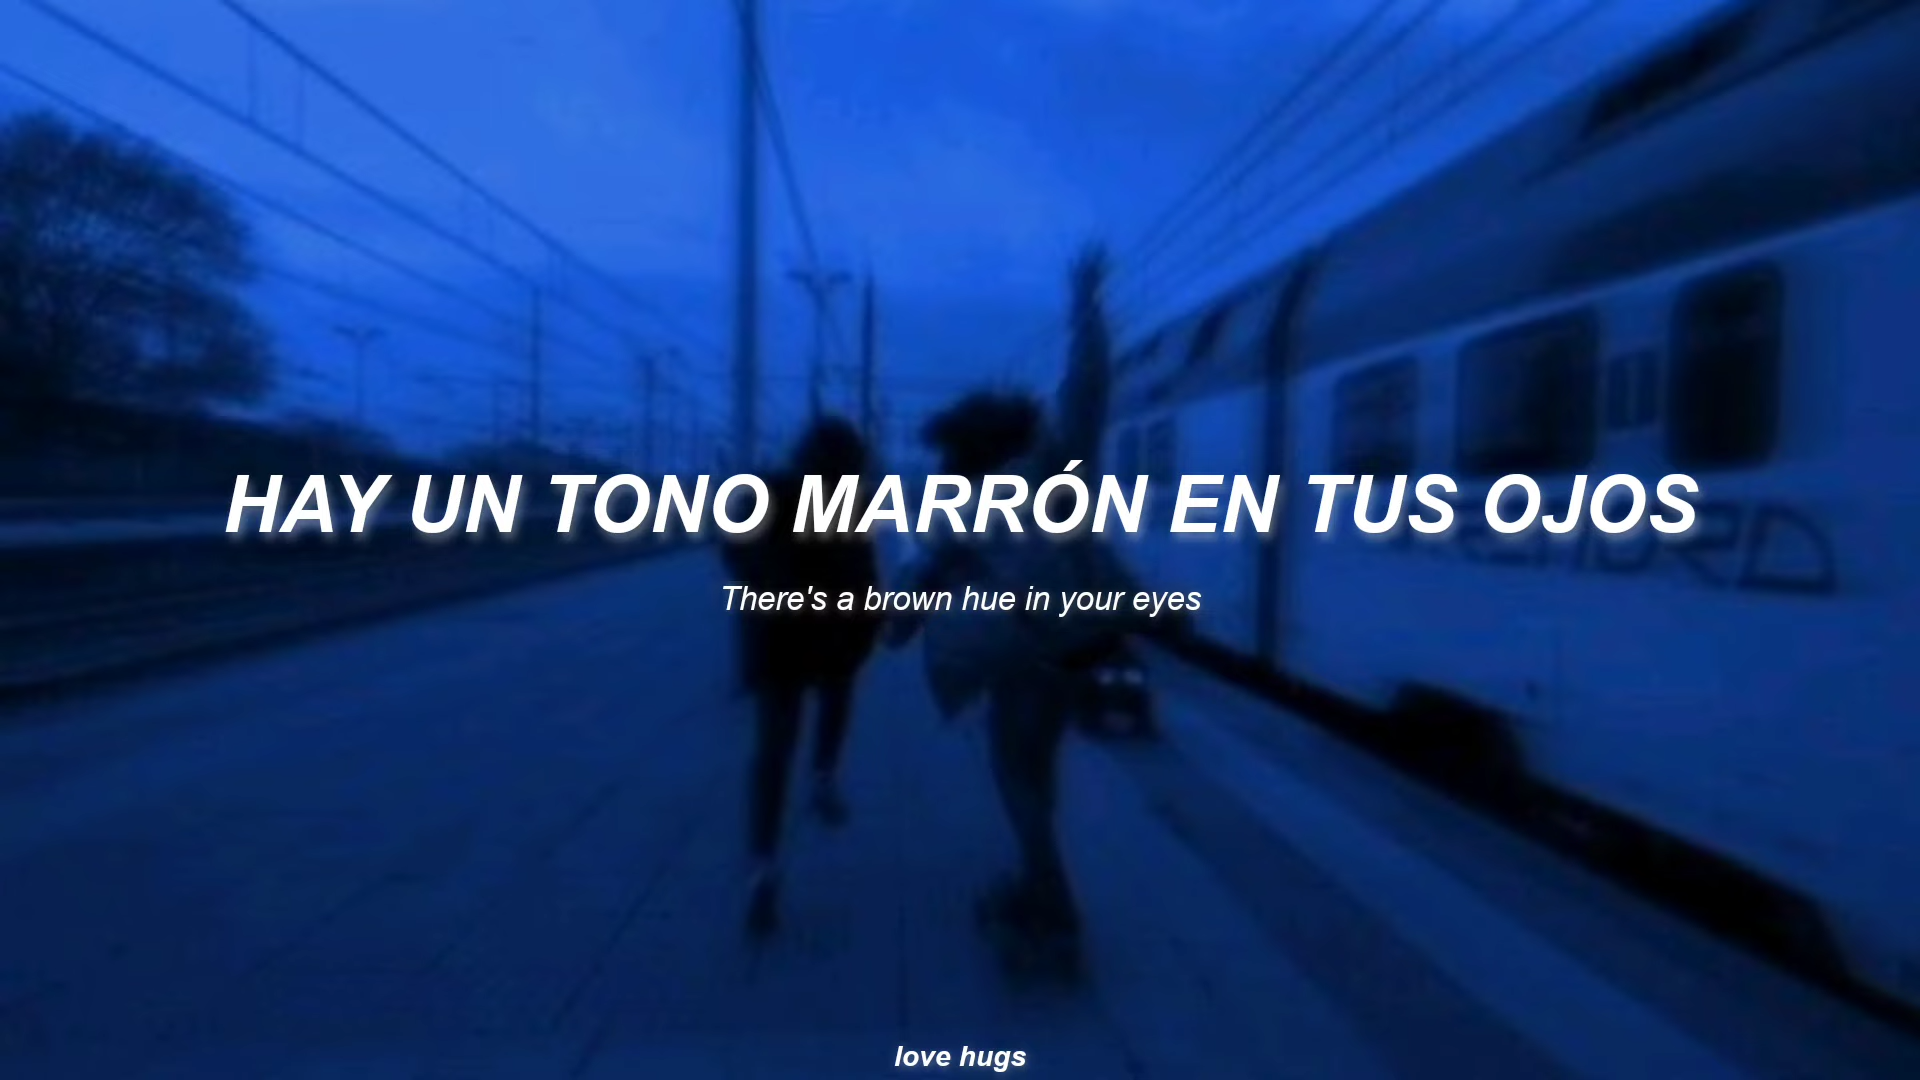 HAY UN TONO MARRÓN EN TUS OJOS
There's a brown hue in your eyes
love hugs